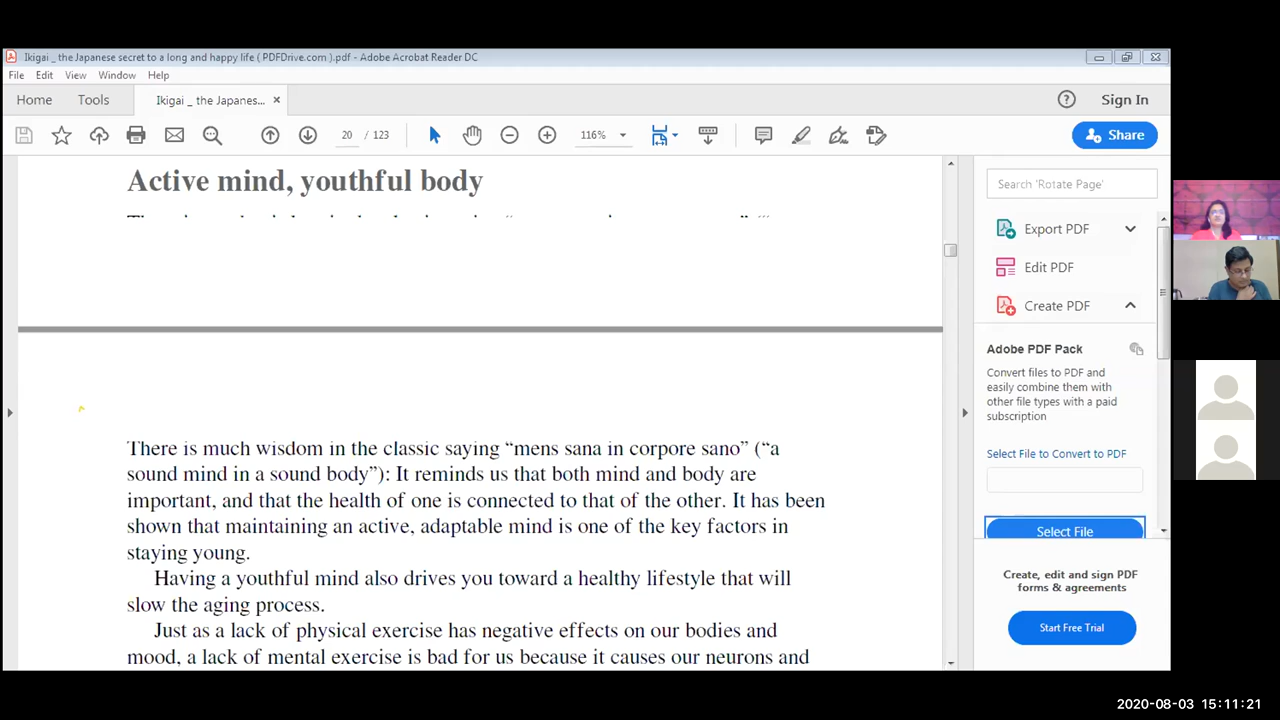 Ikigai _ the Japanese secret to a long and happy life ( PDFDrive.com ).pdf - Adobe Acrobat Reader DC
File Edit View Window Help
Home Tools Ikigai _ the Japanes... × Sign In
20 / 123 116% Share
Active mind, youthful body
Search 'Rotate Page'
Export PDF
Edit PDF
Create PDF
Adobe PDF Pack
Convert files to PDF and
easily combine them with
other file types with a paid
subscription
Select File to Convert to PDF
Select File
Create, edit and sign PDF
forms & agreements
Start Free Trial
There is much wisdom in the classic saying “mens sana in corpore sano” (“a
sound mind in a sound body”): It reminds us that both mind and body are
important, and that the health of one is connected to that of the other. It has been
shown that maintaining an active, adaptable mind is one of the key factors in
staying young.
Having a youthful mind also drives you toward a healthy lifestyle that will
slow the aging process.
Just as a lack of physical exercise has negative effects on our bodies and
mood, a lack of mental exercise is bad for us because it causes our neurons and
2020-08-03 15:11:21